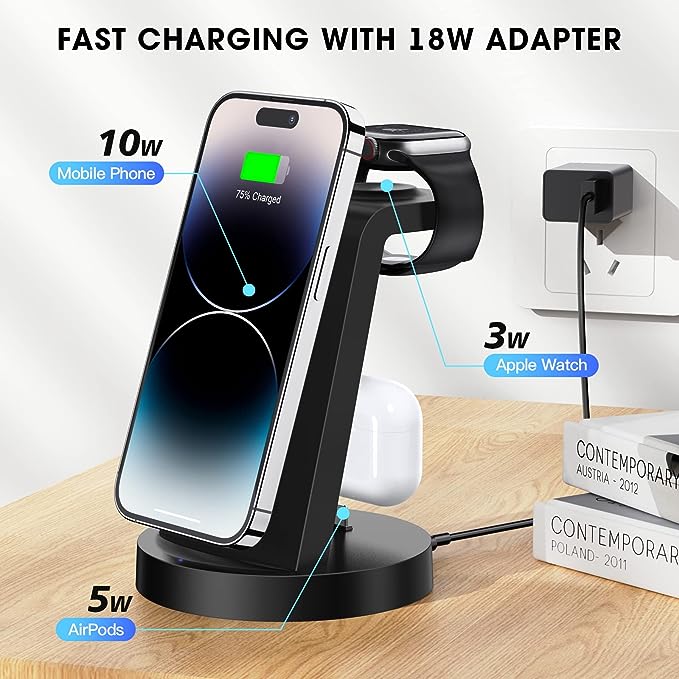 FAST CHARGING WITH 18W ADAPTER
10W
Mobile Phone
75% Charged
3W
Apple Watch
CONTEMPORARY
AUSTRIA - 2012
CONTEMPORARY
POLAND- 2011
5W
AirPods